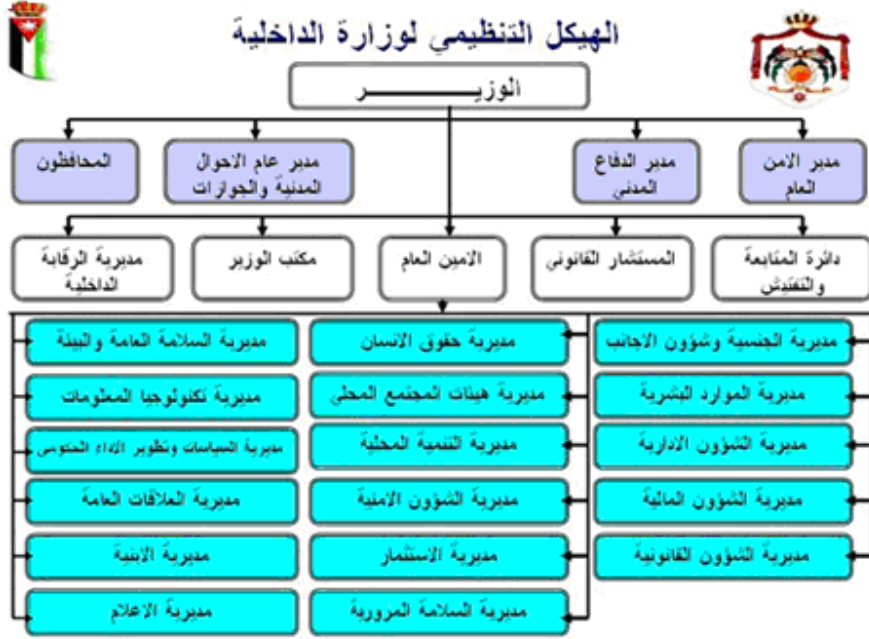 الهيكل التنظيمي لوزارة الداخلية
الوزيـــــــــــر
مدير الامن
العام
مدير الدفاع
المدني
مدير عام الاحوال
المدنية والجوازات
المحافظون
دائرة المتابعة
والتفتيش
المستشار القانوني
الامين العام
مكتب الوزير
مديرية الرقابة
الداخلية
مديرية الجنسية وشؤون الاجانب
مديرية حقوق الانسان
مديرية السلامة العامة والبيئة
مديرية الموارد البشرية
مديرية هيئات المجتمع المحلي
مديرية تكنولوجيا المعلومات
مديرية الشؤون الادارية
مديرية التنمية المحلية
مديرية السياسات وتطوير الاداء الحكومي
مديرية الشؤون المالية
مديرية الشؤون الامنية
مديرية العلاقات العامة
مديرية الشؤون القانونية
مديرية الاستثمار
مديرية الابنية
مديرية السلامة المرورية
مديرية الاعلام